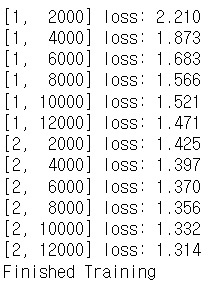 [1,  2000] loss: 2.210
[1,  4000] loss: 1.873
[1,  6000] loss: 1.683
[1,  8000] loss: 1.566
[1, 10000] loss: 1.521
[1, 12000] loss: 1.471
[2,  2000] loss: 1.425
[2,  4000] loss: 1.397
[2,  6000] loss: 1.370
[2,  8000] loss: 1.356
[2, 10000] loss: 1.332
[2, 12000] loss: 1.314
Finished Training